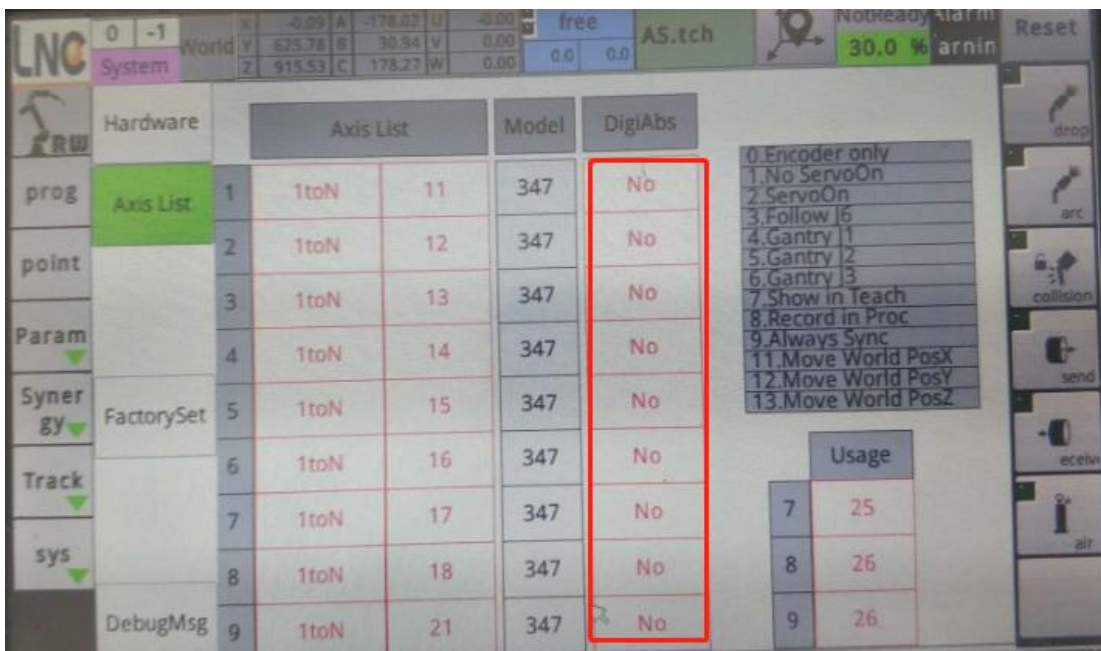 LNC
0 -1
System
World
X -0.09 A -178.02 U -0.00
Y 625.78 B 30.94 V 0.00
Z 915.53 C 178.27 W 0.00
free
0.0 0.0
AS.tch
NotReady
30.0 %
Alarm
arnin
Reset
RW
prog
point
Param
Syner
gy
Track
sys
Hardware
Axis List
FactorySet
DebugMsg
Axis List Model DigiAbs
1 1toN 11 347 No
2 1toN 12 347 No
3 1toN 13 347 No
4 1toN 14 347 No
5 1toN 15 347 No
6 1toN 16 347 No
7 1toN 17 347 No
8 1toN 18 347 No
9 1toN 21 347 No
0.Encoder only
1.No ServoOn
2.ServoOn
3.Follow J6
4.Gantry J1
5.Gantry J2
6.Gantry J3
7.Show in Teach
8.Record in Proc
9.Always Sync
11.Move World PosX
12.Move World PosY
13.Move World PosZ
Usage
7 25
8 26
9 26
drop
arc
collision
send
eceiv
air